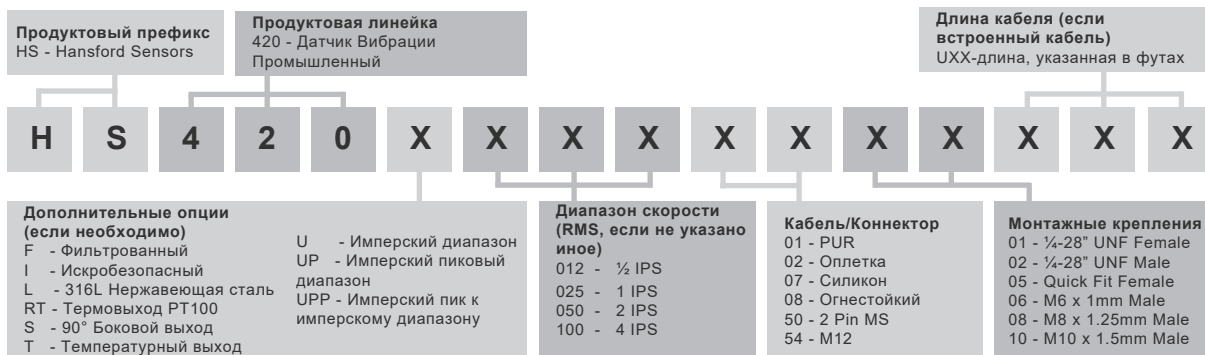 Продуктовый префикс
HS - Hansford Sensors
Продуктовая линейка
420 - Датчик Вибрации
Промышленный
Длина кабеля (если
встроенный кабель)
UXX-длина, указанная в футах
H S 4 2 0 X X X X X X X X X X X
Дополнительные опции
(если необходимо)
F - Фильтрованный
I - Искробезопасный
L - 316L Нержавеющая сталь
RT - Термовыход PT100
S - 90° Боковой выход
T - Температурный выход
U - Имперский диапазон
UP - Имперский пиковый
диапазон
UPP - Имперский пик к
имперскому диапазону
Диапазон скорости
(RMS, если не указано
иное)
012 - ½ IPS
025 - 1 IPS
050 - 2 IPS
100 - 4 IPS
Кабель/Коннектор
01 - PUR
02 - Оплетка
07 - Силикон
08 - Огнестойкий
50 - 2 Pin MS
54 - M12
Монтажные крепления
01 - ¼-28” UNF Female
02 - ¼-28” UNF Male
05 - Quick Fit Female
06 - M6 x 1mm Male
08 - M8 x 1.25mm Male
10 - M10 x 1.5mm Male